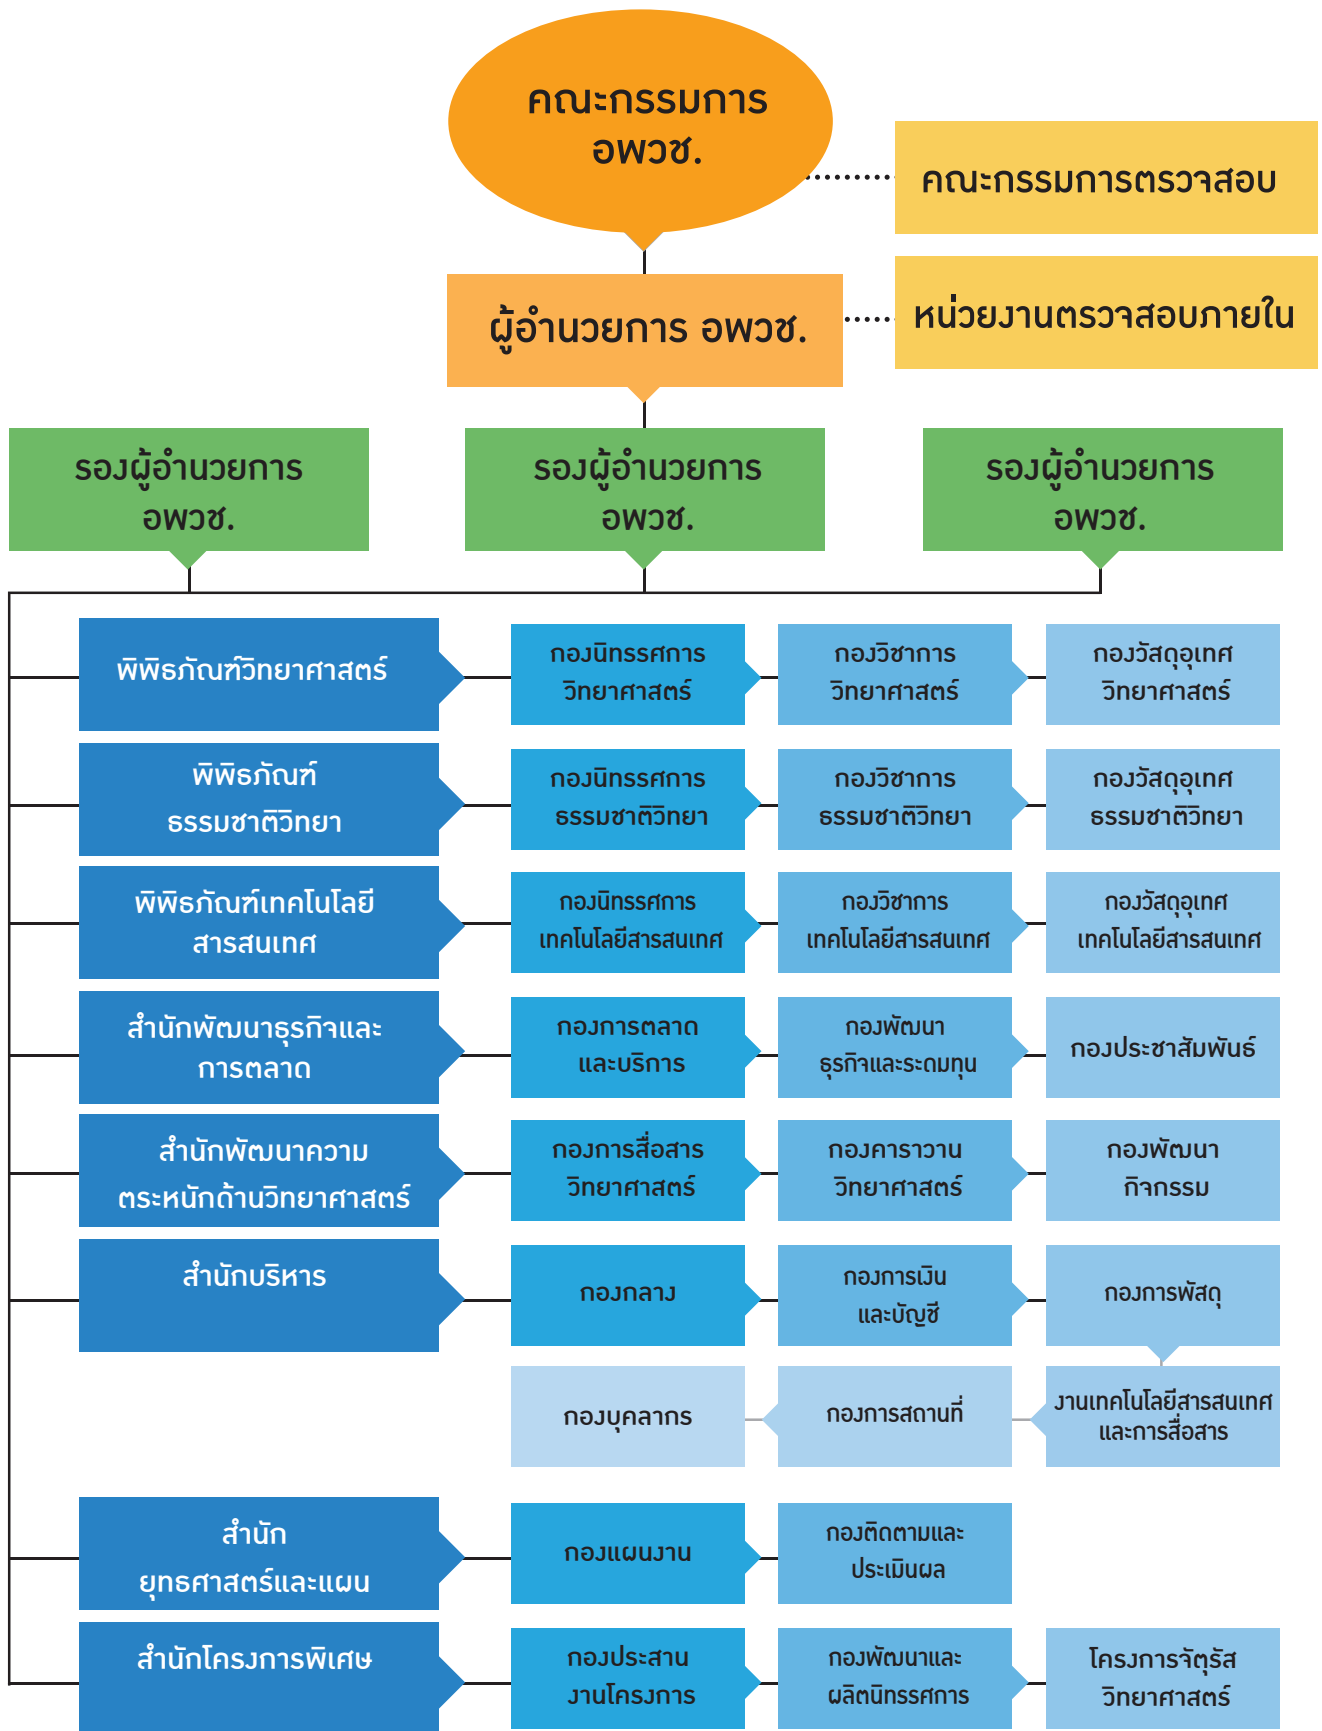 คณะกรรมการ
อพวช.
คณะกรรมการตรวจสอบ
ผู้อำนวยการ อพวช.
หน่วยงานตรวจสอบภายใน
รองผู้อำนวยการ
อพวช.
รองผู้อำนวยการ
อพวช.
รองผู้อำนวยการ
อพวช.
พิพิธภัณฑ์วิทยาศาสตร์
กองนิทรรศการ
วิทยาศาสตร์
กองวิชาการ
วิทยาศาสตร์
กองวัสดุอุเทศ
วิทยาศาสตร์
พิพิธภัณฑ์
ธรรมชาติวิทยา
กองนิทรรศการ
ธรรมชาติวิทยา
กองวิชาการ
ธรรมชาติวิทยา
กองวัสดุอุเทศ
ธรรมชาติวิทยา
พิพิธภัณฑ์เทคโนโลยี
สารสนเทศ
กองนิทรรศการ
เทคโนโลยีสารสนเทศ
กองวิชาการ
เทคโนโลยีสารสนเทศ
กองวัสดุอุเทศ
เทคโนโลยีสารสนเทศ
สำนักพัฒนาธุรกิจและ
การตลาด
กองการตลาด
และบริการ
กองพัฒนา
ธุรกิจและระดมทุน
กองประชาสัมพันธ์
สำนักพัฒนาความ
ตระหนักด้านวิทยาศาสตร์
กองการสื่อสาร
วิทยาศาสตร์
กองคาราวาน
วิทยาศาสตร์
กองพัฒนา
กิจกรรม
สำนักบริหาร
กองกลาง
กองการเงิน
และบัญชี
กองการพัสดุ
กองบุคลากร
กองการสถานที่
งานเทคโนโลยีสารสนเทศ
และการสื่อสาร
สำนัก
ยุทธศาสตร์และแผน
กองแผนงาน
กองติดตามและ
ประเมินผล
สำนักโครงการพิเศษ
กองประสาน
งานโครงการ
กองพัฒนาและ
ผลิตนิทรรศการ
โครงการจัตุรัส
วิทยาศาสตร์